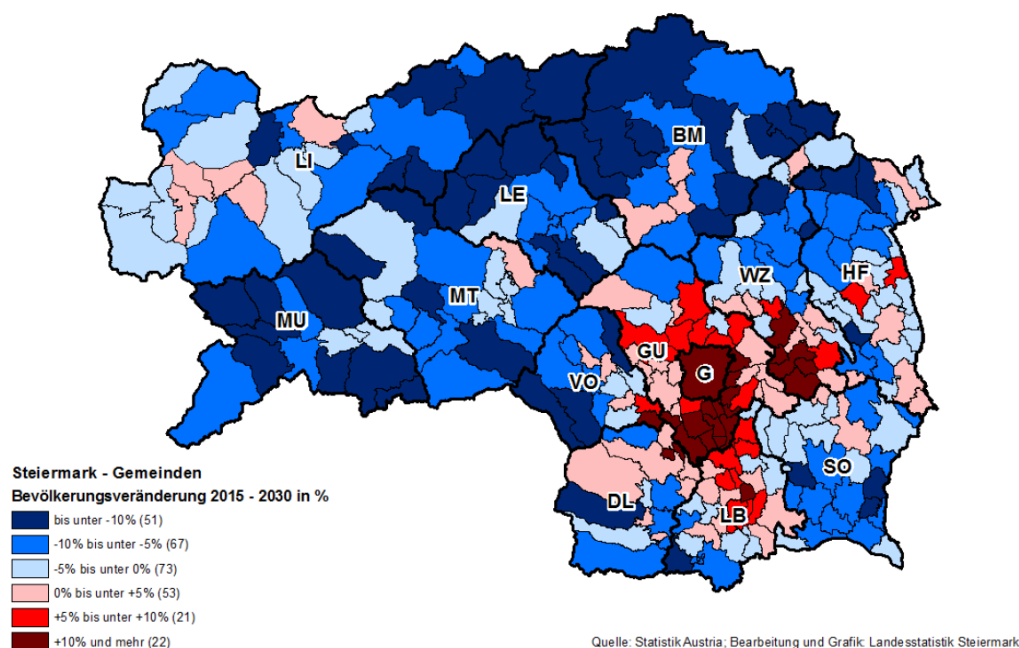 BM
LI
LE
WZ
HF
MT
MU
GU
G
VO
SO
DL
LB
Steiermark - Gemeinden
Bevölkerungsveränderung 2015 - 2030 in %
bis unter -10% (51)
-10% bis unter -5% (67)
-5% bis unter 0% (73)
0% bis unter +5% (53)
+5% bis unter +10% (21)
+10% und mehr (22)
Quelle: Statistik Austria; Bearbeitung und Grafik: Landesstatistik Steiermark